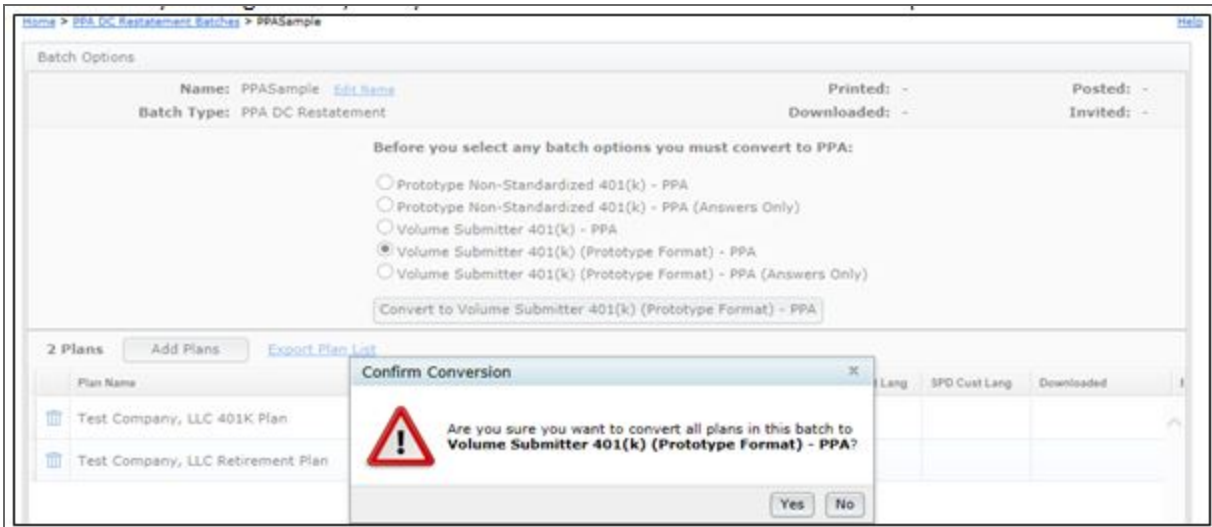 Home > PPA DC Restatement Batches > PPASample Help
Batch Options
Name: PPASample Edit Name Printed: - Posted: -
Batch Type: PPA DC Restatement Downloaded: - Invited: -
Before you select any batch options you must convert to PPA:
Prototype Non-Standardized 401(k) - PPA
Prototype Non-Standardized 401(k) - PPA (Answers Only)
Volume Submitter 401(k) - PPA
Volume Submitter 401(k) (Prototype Format) - PPA
Volume Submitter 401(k) (Prototype Format) - PPA (Answers Only)
Convert to Volume Submitter 401(k) (Prototype Format) - PPA
2 Plans Add Plans Export Plan List
Plan Name Lang SPD Cust Lang Downloaded
Confirm Conversion
Test Company, LLC 401K Plan
Test Company, LLC Retirement Plan
Are you sure you want to convert all plans in this batch to
Volume Submitter 401(k) (Prototype Format) - PPA?
Yes No